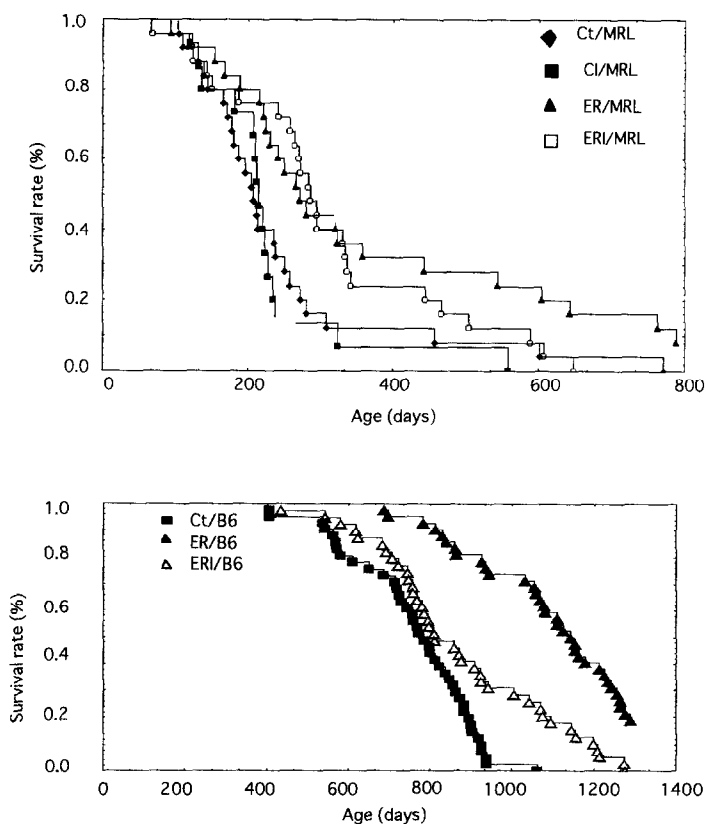 1.0
0.8
0.6
0.4
0.2
0.0
Survival rate (%)
Ct/MRL
CI/MRL
ER/MRL
ERI/MRL
0 200 400 600 800
Age (days)
1.0
0.8
0.6
0.4
0.2
0.0
Survival rate (%)
Ct/B6
ER/B6
ERI/B6
0 200 400 600 800 1000 1200 1400
Age (days)